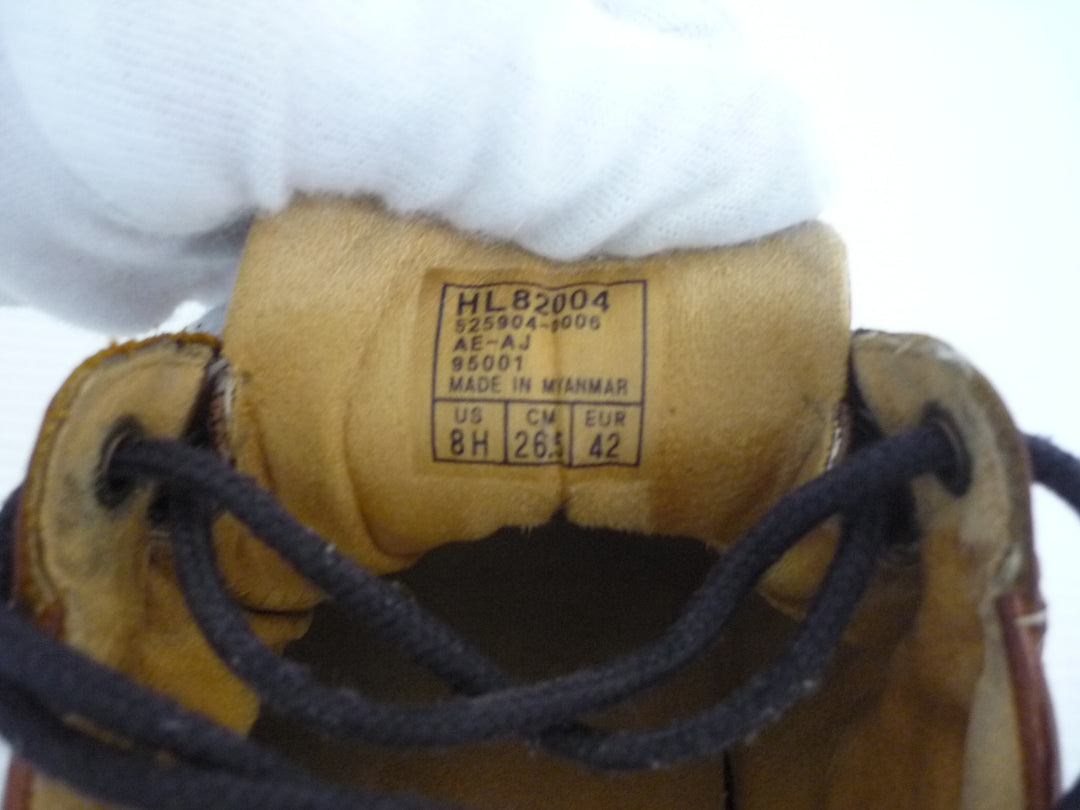 HL82004
525904-0006
AE-AJ
95001
MADE IN MYANMAR
US CM EUR
8H 26.5 42